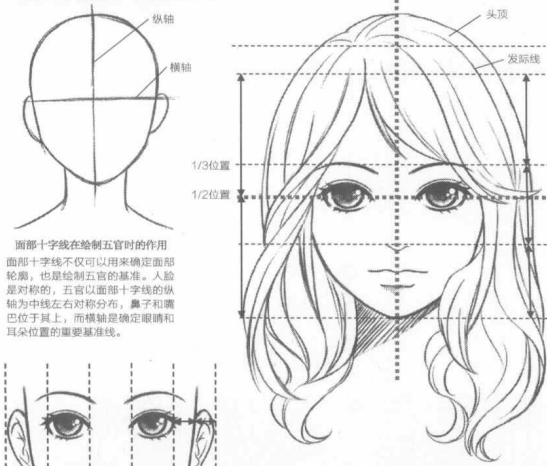 纵轴
横轴
头顶
发际线
1/3位置
1/2位置
面部十字线在绘制五官时的作用
面部十字线不仅可以用来确定面部
轮廓，也是绘制五官的基准。人脸
是对称的，五官以面部十字线的纵
轴为中线左右对称分布，鼻子和嘴
巴位于其上，而横轴是确定眼睛和
耳朵位置的重要基准线。